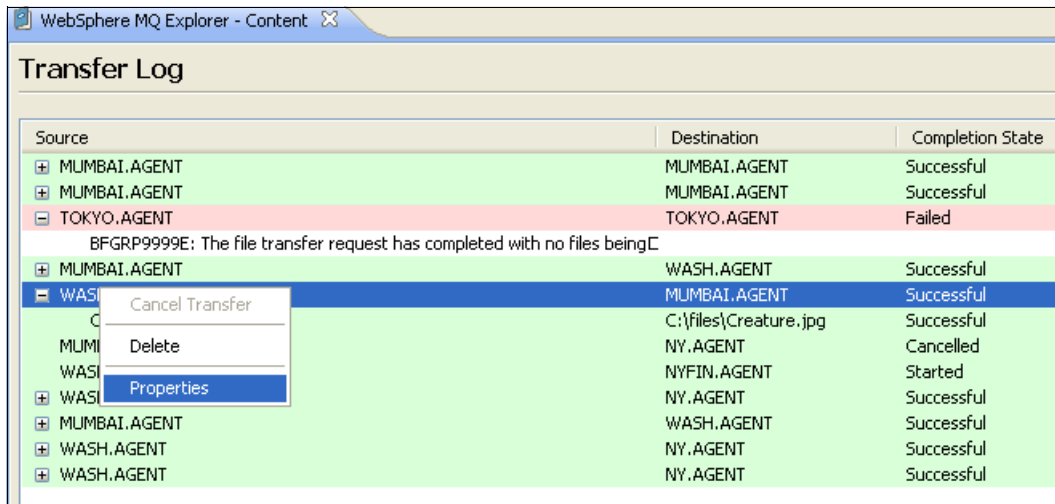 WebSphere MQ Explorer - Content
Transfer Log
Source Destination Completion State
MUMBAI.AGENT MUMBAI.AGENT Successful
MUMBAI.AGENT MUMBAI.AGENT Successful
TOKYO.AGENT TOKYO.AGENT Failed
BFGRP9999E: The file transfer request has completed with no files being
MUMBAI.AGENT WASH.AGENT Successful
MUMBAI.AGENT Successful
Cancel Transfer
C:\files\Creature.jpg Successful
Delete
NY.AGENT Cancelled
NYFIN.AGENT Started
Properties
NY.AGENT Successful
MUMBAI.AGENT WASH.AGENT Successful
WASH.AGENT NY.AGENT Successful
WASH.AGENT NY.AGENT Successful